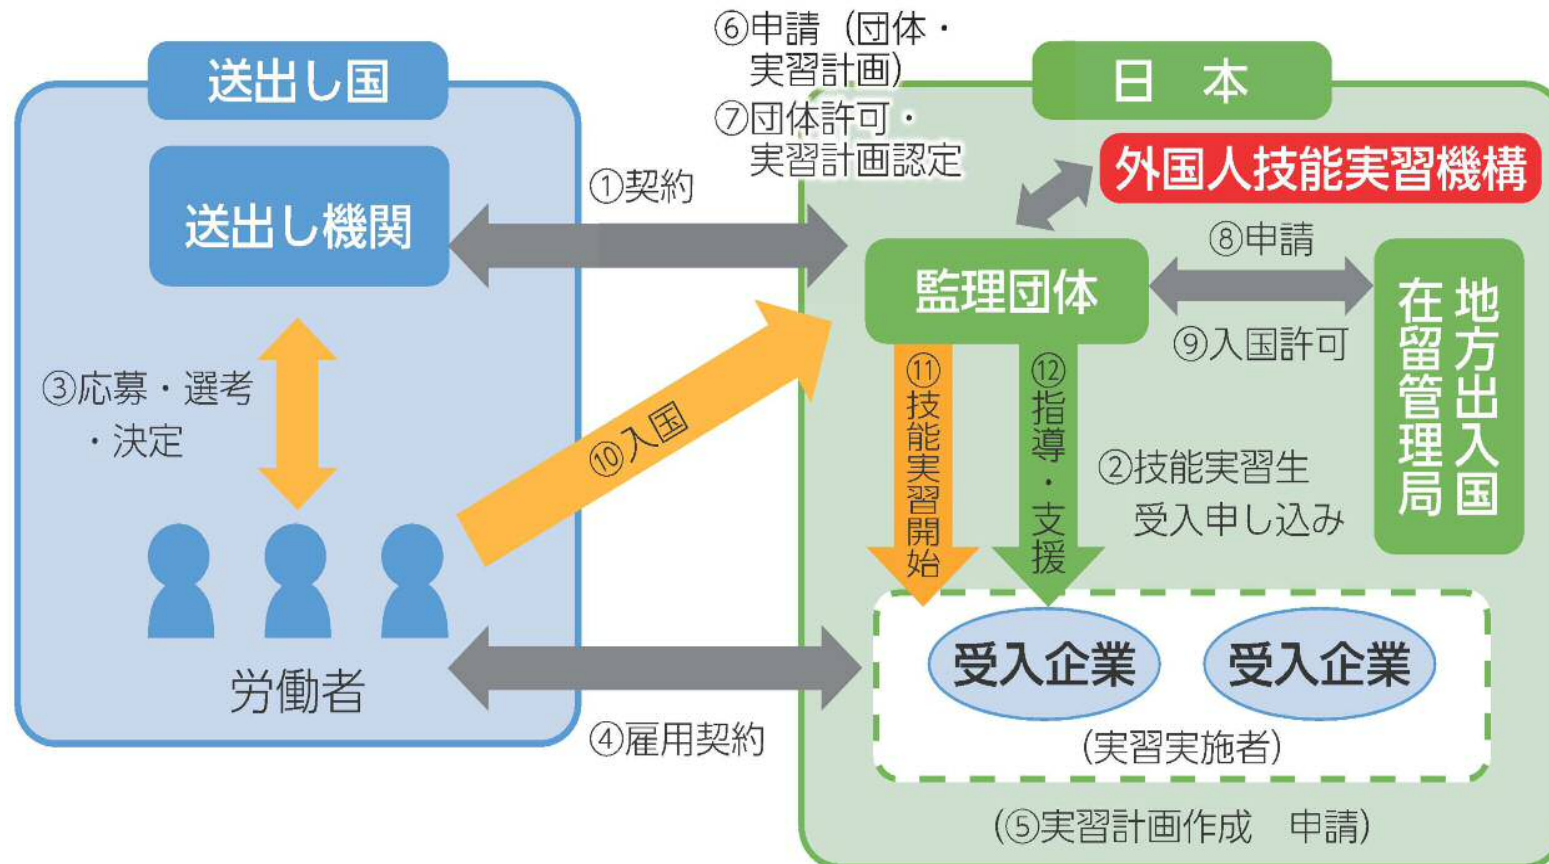 送出し国
送出し機関
③応募・選考
・決定
労働者
①契約
⑩入国
④雇用契約
⑥申請（団体・
実習計画）
⑦団体許可・
実習計画認定
日　本
外国人技能実習機構
監理団体
⑧申請
⑨入国許可
地方出入国
在留管理局
⑪技能実習開始
⑫指導・支援
②技能実習生
受入申し込み
受入企業
受入企業
(実習実施者)
(⑤実習計画作成　申請)